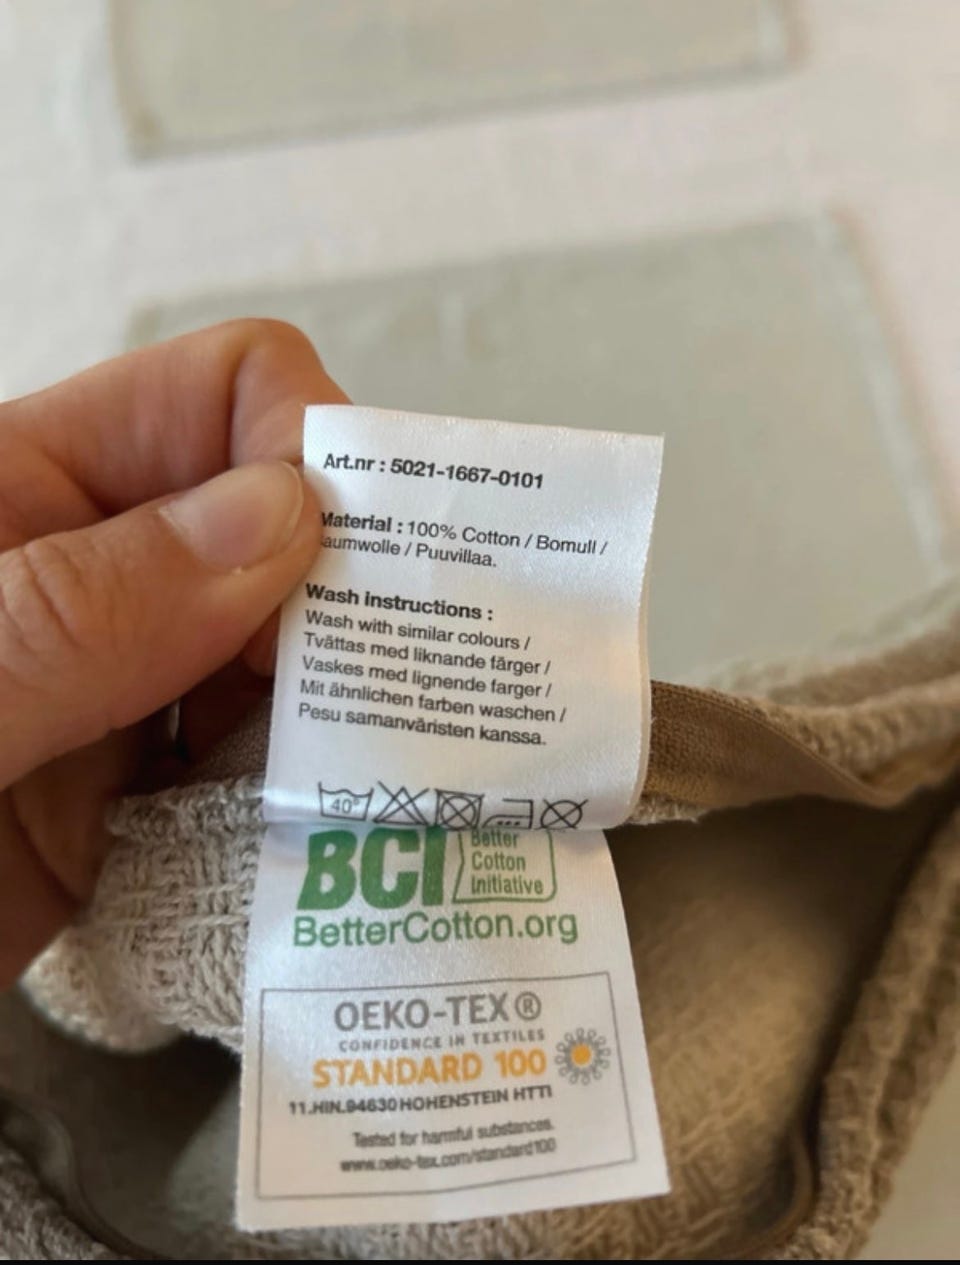 Art.nr : 5021-1667-0101
Material : 100% Cotton / Bomull /
aumwolle / Puuvillaa.
Wash instructions :
Wash with similar colours /
Tvättas med liknande färger /
Vaskes med lignende farger /
Mit ähnlichen farben waschen /
Pesu samanväristen kanssa.
40°
BCI Better
Cotton
Initiative
BetterCotton.org
OEKO-TEX®
CONFIDENCE IN TEXTILES
STANDARD 100
11.HIN.94630 HOHENSTEIN HTTI
Tested for harmful substances.
www.oeko-tex.com/standard100